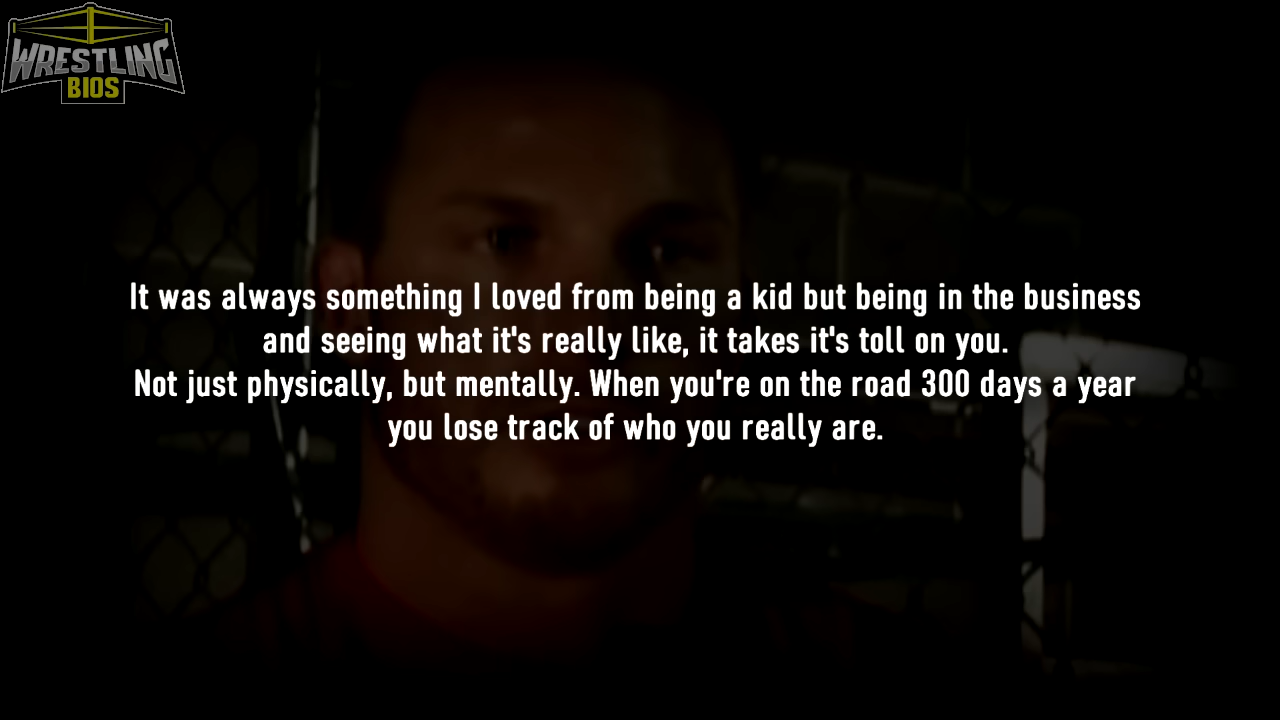 WRESTLING
BIOS
It was always something I loved from being a kid but being in the business
and seeing what it's really like, it takes it's toll on you.
Not just physically, but mentally. When you're on the road 300 days a year
you lose track of who you really are.